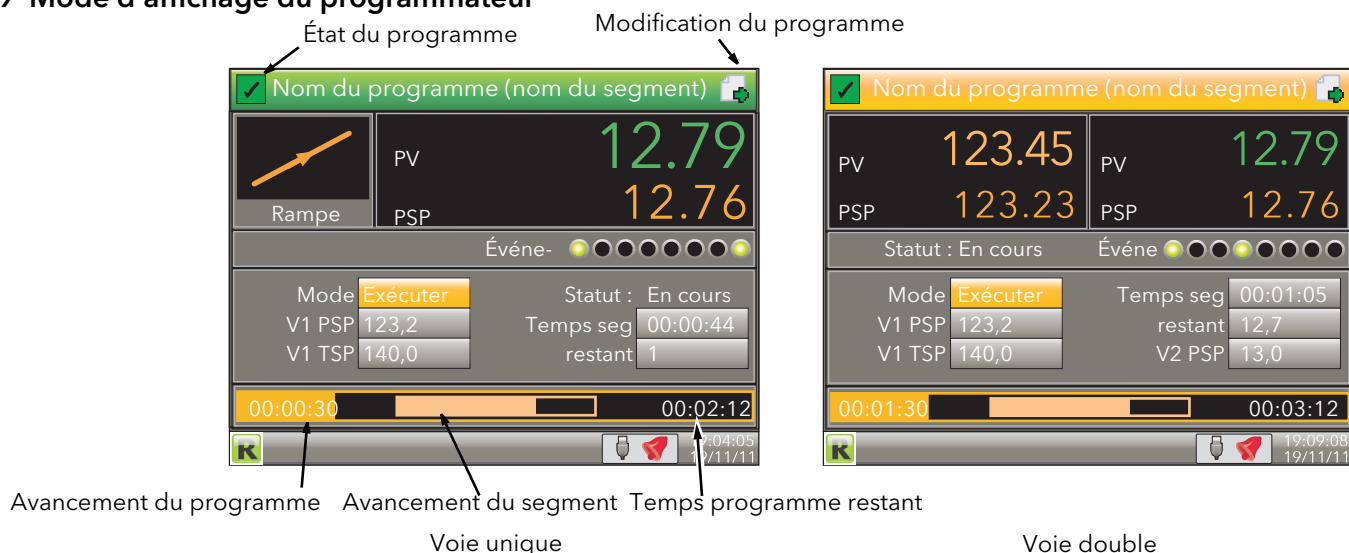 Mode d'affichage du programmateur
État du programme
Modification du programme
Nom du programme (nom du segment)
PV 12.79
Rampe
PSP 12.76
Événe-
Mode Exécuter
Statut : En cours
V1 PSP 123,2
Temps seg 00:00:44
V1 TSP 140,0
restant 1
00:00:30
00:02:12
R
19/11/11
Avancement du programme
Avancement du segment
Temps programme restant
Voie unique
Nom du programme (nom du segment)
PV 123.45
PV 12.79
PSP 123.23
PSP 12.76
Statut : En cours
Événe
Mode Exécuter
Temps seg 00:01:05
V1 PSP 123,2
restant 12,7
V1 TSP 140,0
V2 PSP 13,0
00:01:30
00:03:12
R
19:09:08
19/11/11
Voie double